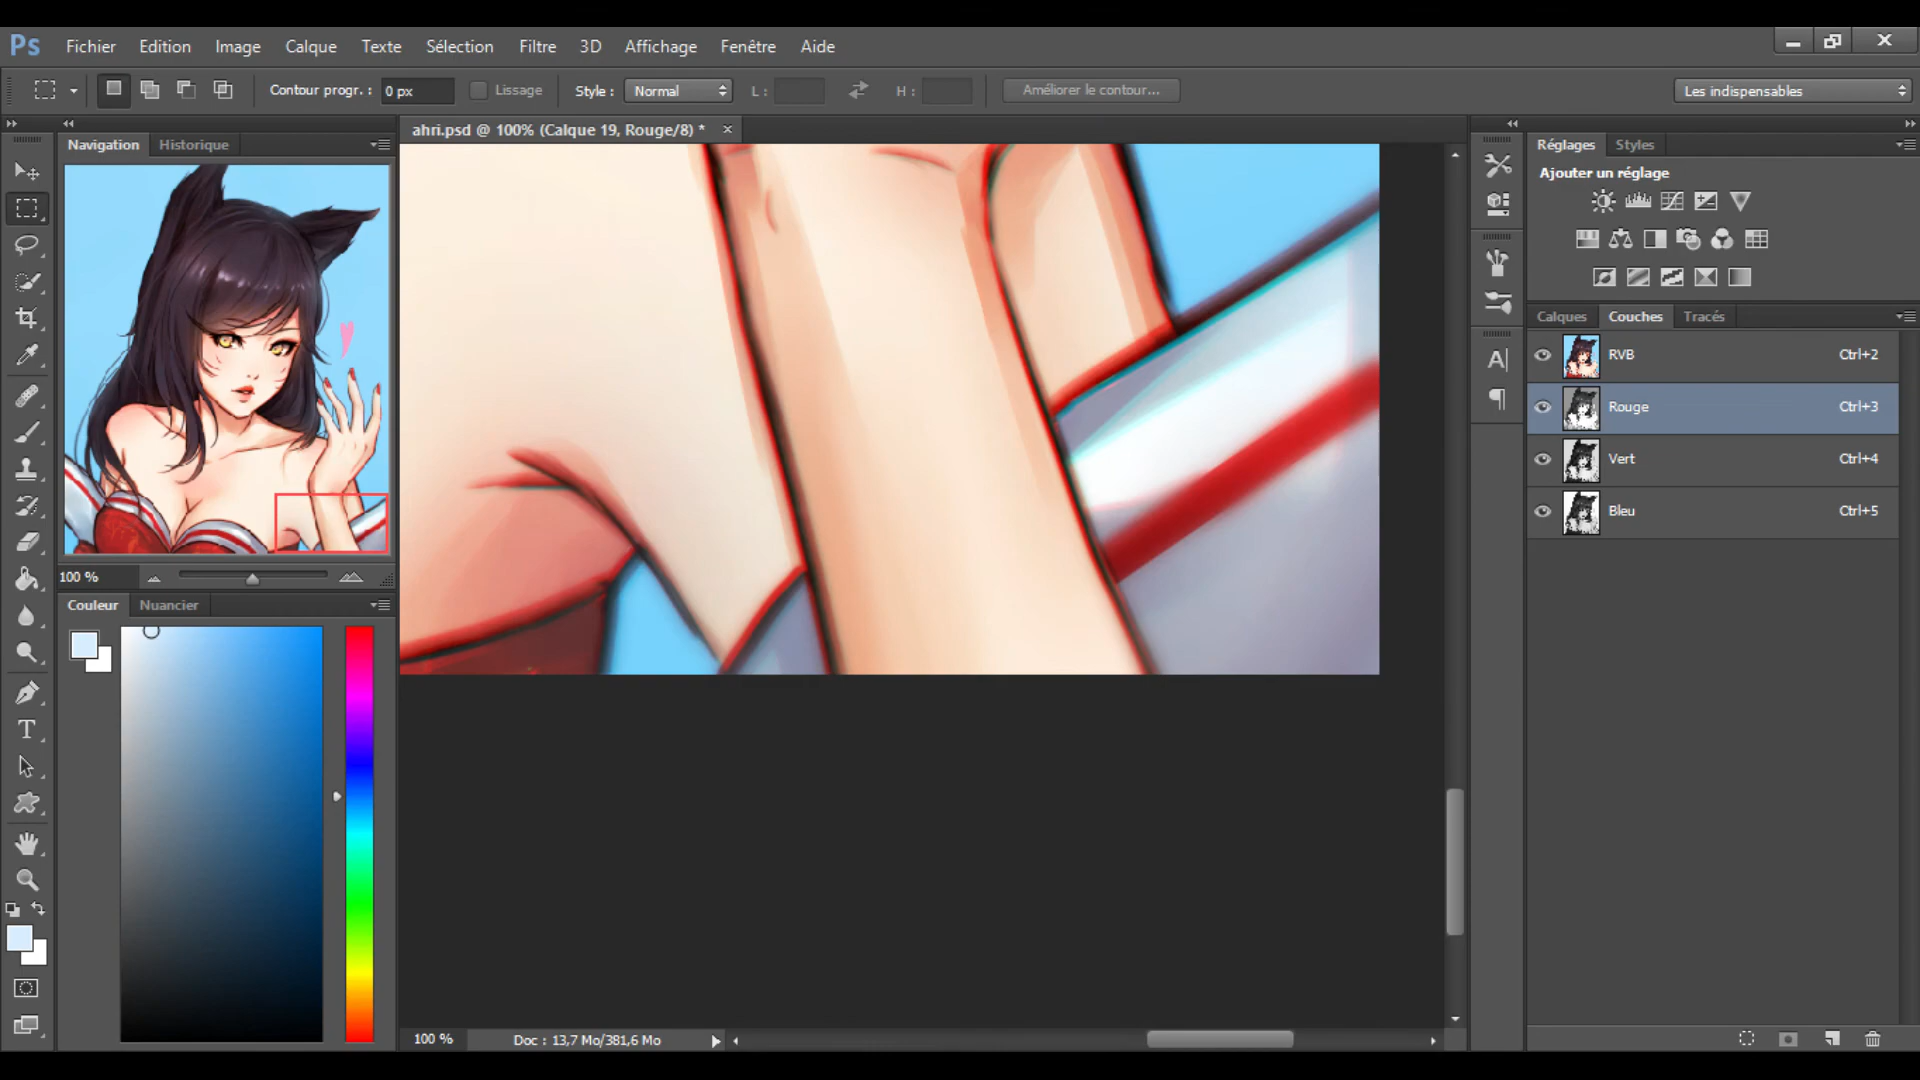 Ps Fichier Edition Image Calque Texte Sélection Filtre 3D Affichage Fenêtre Aide
Contour progr. : 0 px Lissage Style : Normal L : H : Améliorer le contour... Les indispensables
ahri.psd @ 100% (Calque 19, Rouge/8) *
Navigation Historique
Réglages Styles
Ajouter un réglage
Calques Couches Tracés
RVB Ctrl+2
Rouge Ctrl+3
Vert Ctrl+4
Bleu Ctrl+5
100 %
Couleur Nuancier
100 % Doc : 13,7 Mo/381,6 Mo